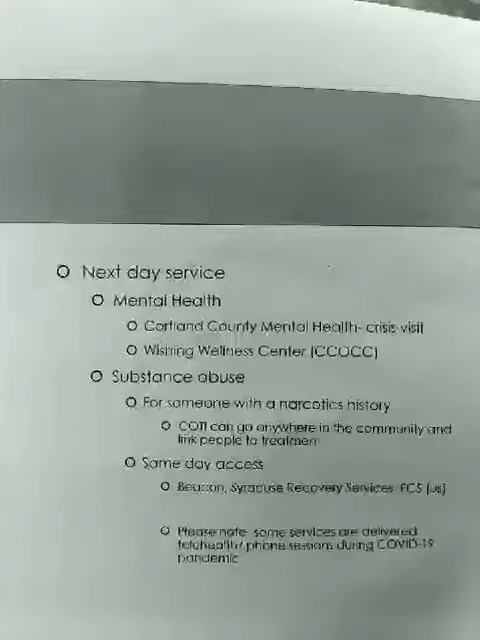 Next day service
Mental Health
Cortland County Mental Health- crisis visit
Wishing Wellness Center (CCOCC)
Substance abuse
For someone with a narcotics history
COTI can go anywhere in the community and
link people to treatment
Same day access
Beacon, Syracuse Recovery Services, FCS (us)
Please note some services are delivered
telehealth/ phone sessions during COVID-19
pandemic